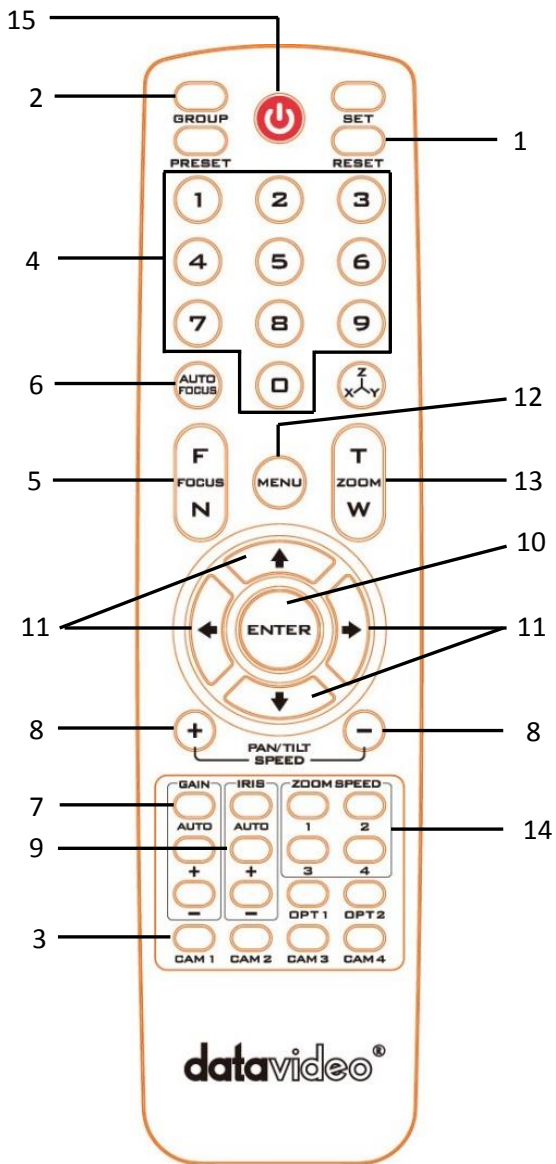 15
2
GROUP
SET
PRESET
RESET
1
1 2 3
4
4 5 6
7 8 9
6
AUTO
FOCUS
0
Z
X Y
12
5
F
FOCUS
N
MENU
T
ZOOM
W
13
10
11
ENTER
11
8
+
PAN/TILT
SPEED
-
8
GAIN IRIS ZOOM SPEED
7
AUTO AUTO 1 2
14
9
+ + 3 4
- - OPT 1 OPT 2
3
CAM 1 CAM 2 CAM 3 CAM 4
datavideo®